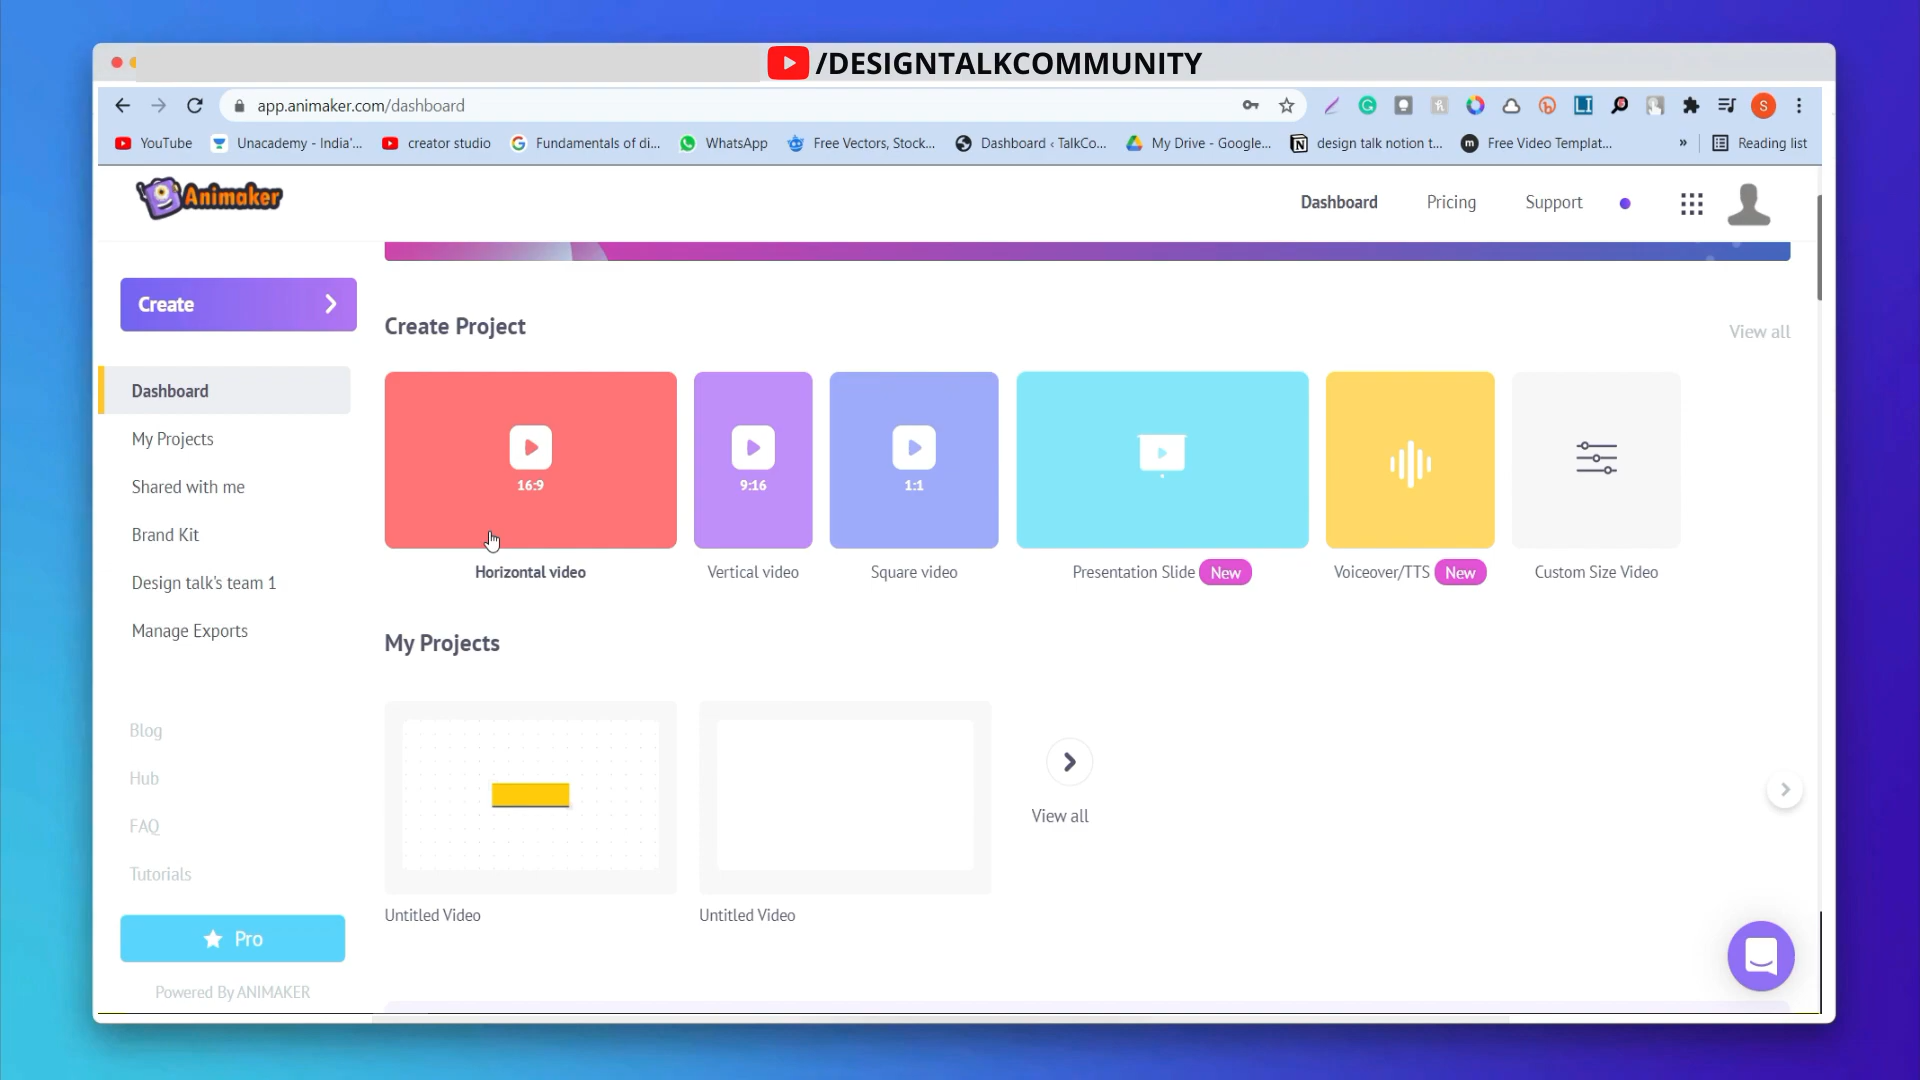 /DESIGNTALKCOMMUNITY
app.animaker.com/dashboard
S
YouTube
Unacademy - India'...
creator studio
Fundamentals of di...
WhatsApp
Free Vectors, Stock...
Dashboard ‹ TalkCo...
My Drive - Google...
design talk notion t...
Free Video Templat...
»
Reading list
Animaker
Dashboard
Pricing
Support
Create
Dashboard
My Projects
Shared with me
Brand Kit
Design talk's team 1
Manage Exports
Blog
Hub
FAQ
Tutorials
Pro
Powered By ANIMAKER
Create Project
View all
16:9
9:16
1:1
Horizontal video
Vertical video
Square video
Presentation Slide New
Voiceover/TTS New
Custom Size Video
My Projects
View all
Untitled Video
Untitled Video